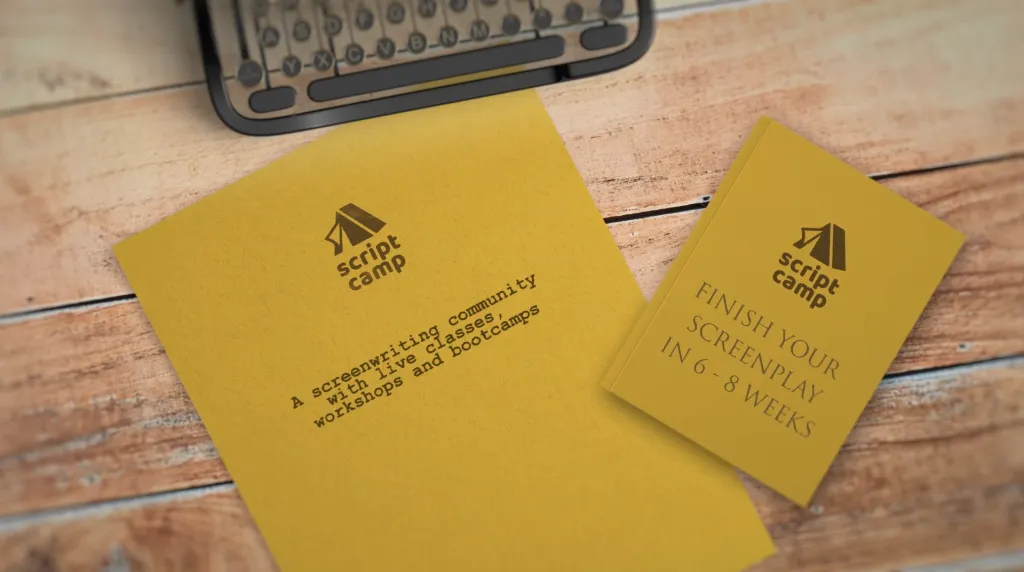 Y X C V B N M
script
camp
A screenwriting community
with live classes,
workshops and bootcamps
script
camp
FINISH YOUR
SCREENPLAY
IN 6 - 8 WEEKS